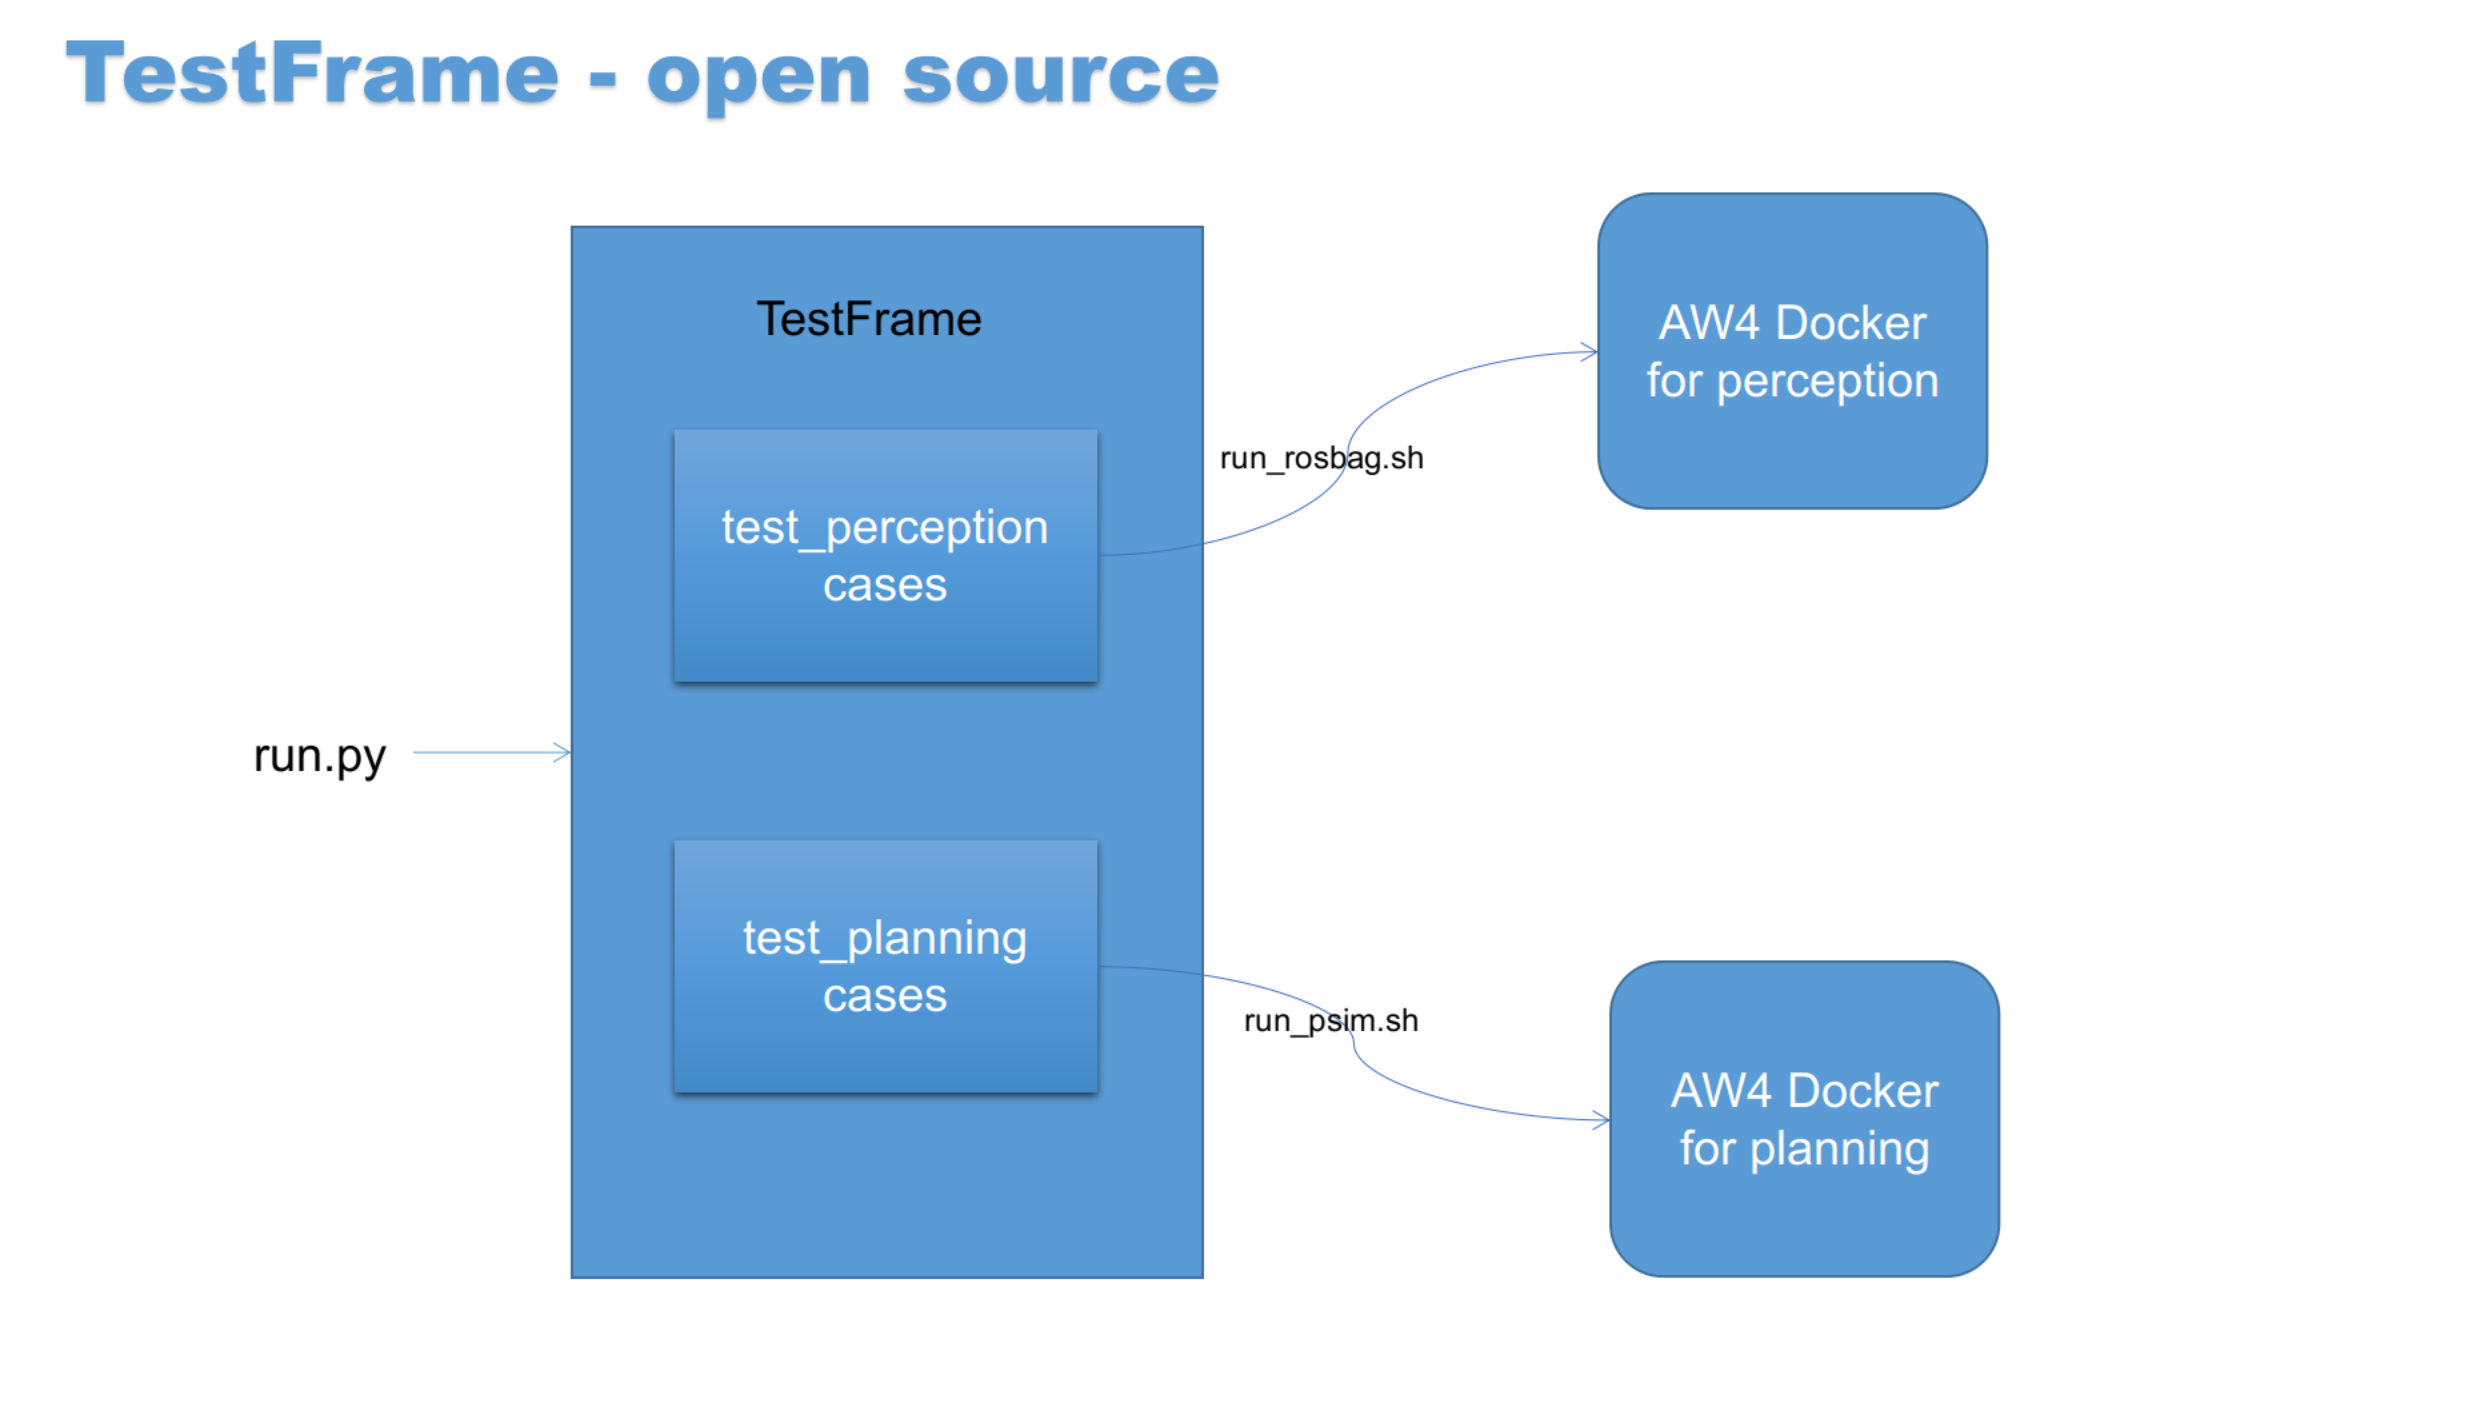 TestFrame - open source
TestFrame
test_perception
cases
run.py
test_planning
cases
run_rosbag.sh
AW4 Docker
for perception
run_psim.sh
AW4 Docker
for planning